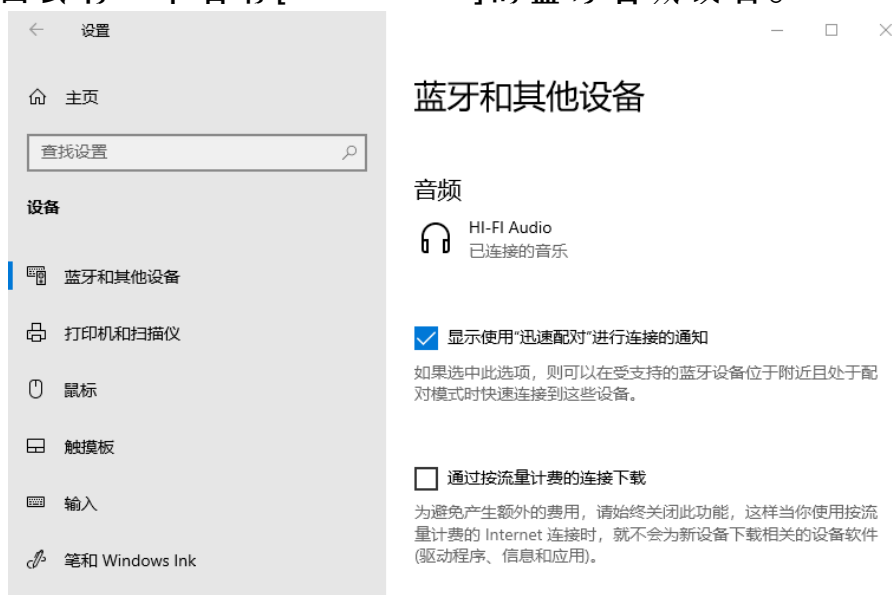 设置
主页
查找设置
设备
蓝牙和其他设备
打印机和扫描仪
鼠标
触摸板
输入
笔和 Windows Ink
蓝牙和其他设备
音频
HI-FI Audio
已连接的音乐
显示使用“迅速配对”进行连接的通知
如果选中此选项，则可以在受支持的蓝牙设备位于附近且处于配
对模式时快速连接到这些设备。
通过按流量计费的连接下载
为避免产生额外的费用，请始终关闭此功能，这样当你使用按流
量计费的 Internet 连接时，就不会为新设备下载相关的设备软件
(驱动程序、信息和应用)。